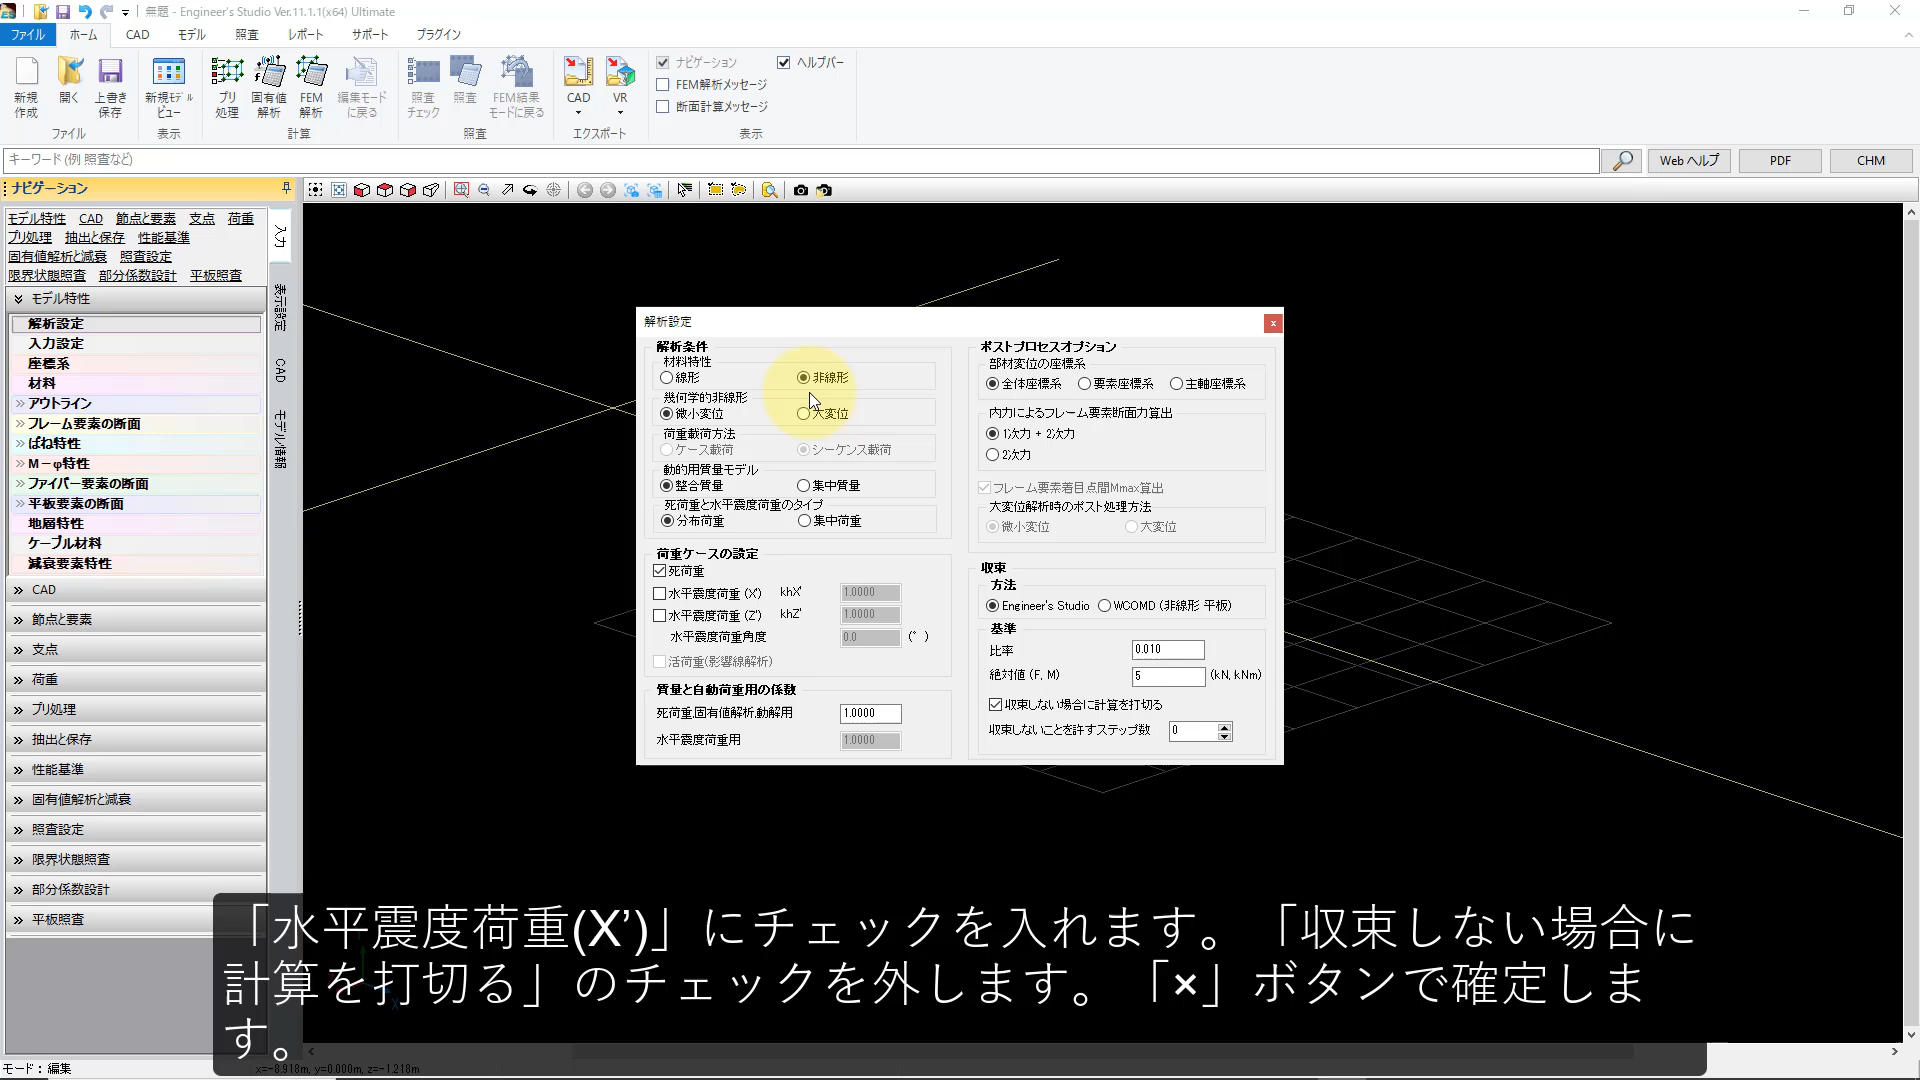 無題 - Engineer's Studio Ver.11.1.1(x64) Ultimate
ファイル ホーム CAD モデル 照査 レポート サポート プラグイン
新規作成 開く 上書き保存 新規モデルビュー プリ処理 固有値解析 FEM解析 編集モードに戻る 照査チェック 照査 FEM結果モードに戻る CAD VR
ナビゲーション ヘルプバー
FEM解析メッセージ
断面計算メッセージ
ファイル 表示 計算 照査 エクスポート 表示
キーワード(例 照査など) Web ヘルプ PDF CHM
ナビゲーション
モデル特性 CAD 節点と要素 支点 荷重
プリ処理 抽出と保存 性能基準
固有値解析と減衰 照査設定
限界状態照査 部分係数設計 平板照査
入力
表示設定
CAD
モデル情報
モデル特性
解析設定
入力設定
座標系
材料
アウトライン
フレーム要素の断面
ばね特性
M-φ特性
ファイバー要素の断面
平板要素の断面
地層特性
ケーブル材料
減衰要素特性
CAD
節点と要素
支点
荷重
プリ処理
抽出と保存
性能基準
固有値解析と減衰
照査設定
限界状態照査
部分係数設計
平板照査
解析設定 x
解析条件
材料特性
線形 非線形
幾何学的非線形
微小変位 大変位
荷重載荷方法
ケース載荷 シーケンス載荷
動的用質量モデル
整合質量 集中質量
死荷重と水平震度荷重のタイプ
分布荷重 集中荷重
荷重ケースの設定
死荷重
水平震度荷重 (X') khX' 1.0000
水平震度荷重 (Z') khZ' 1.0000
水平震度荷重角度 0.0 (°)
活荷重(影響線解析)
質量と自動荷重用の係数
死荷重,固有値解析,動解用 1.0000
水平震度荷重用 1.0000
ポストプロセスオプション
部材変位の座標系
全体座標系 要素座標系 主軸座標系
内力によるフレーム要素断面力算出
1次力 + 2次力
2次力
フレーム要素着目点間Mmax算出
大変位解析時のポスト処理方法
微小変位 大変位
収束
方法
Engineer's Studio WCOMD (非線形 平板)
基準
比率 0.010
絶対値 (F, M) 5 (kN, kNm)
収束しない場合に計算を打切る
収束しないことを許すステップ数 0
「水平震度荷重(X’)」にチェックを入れます。「収束しない場合に
計算を打切る」のチェックを外します。「×」ボタンで確定しま
す。
モード : 編集 x=-8.918m, y=0.000m, z=-1.218m